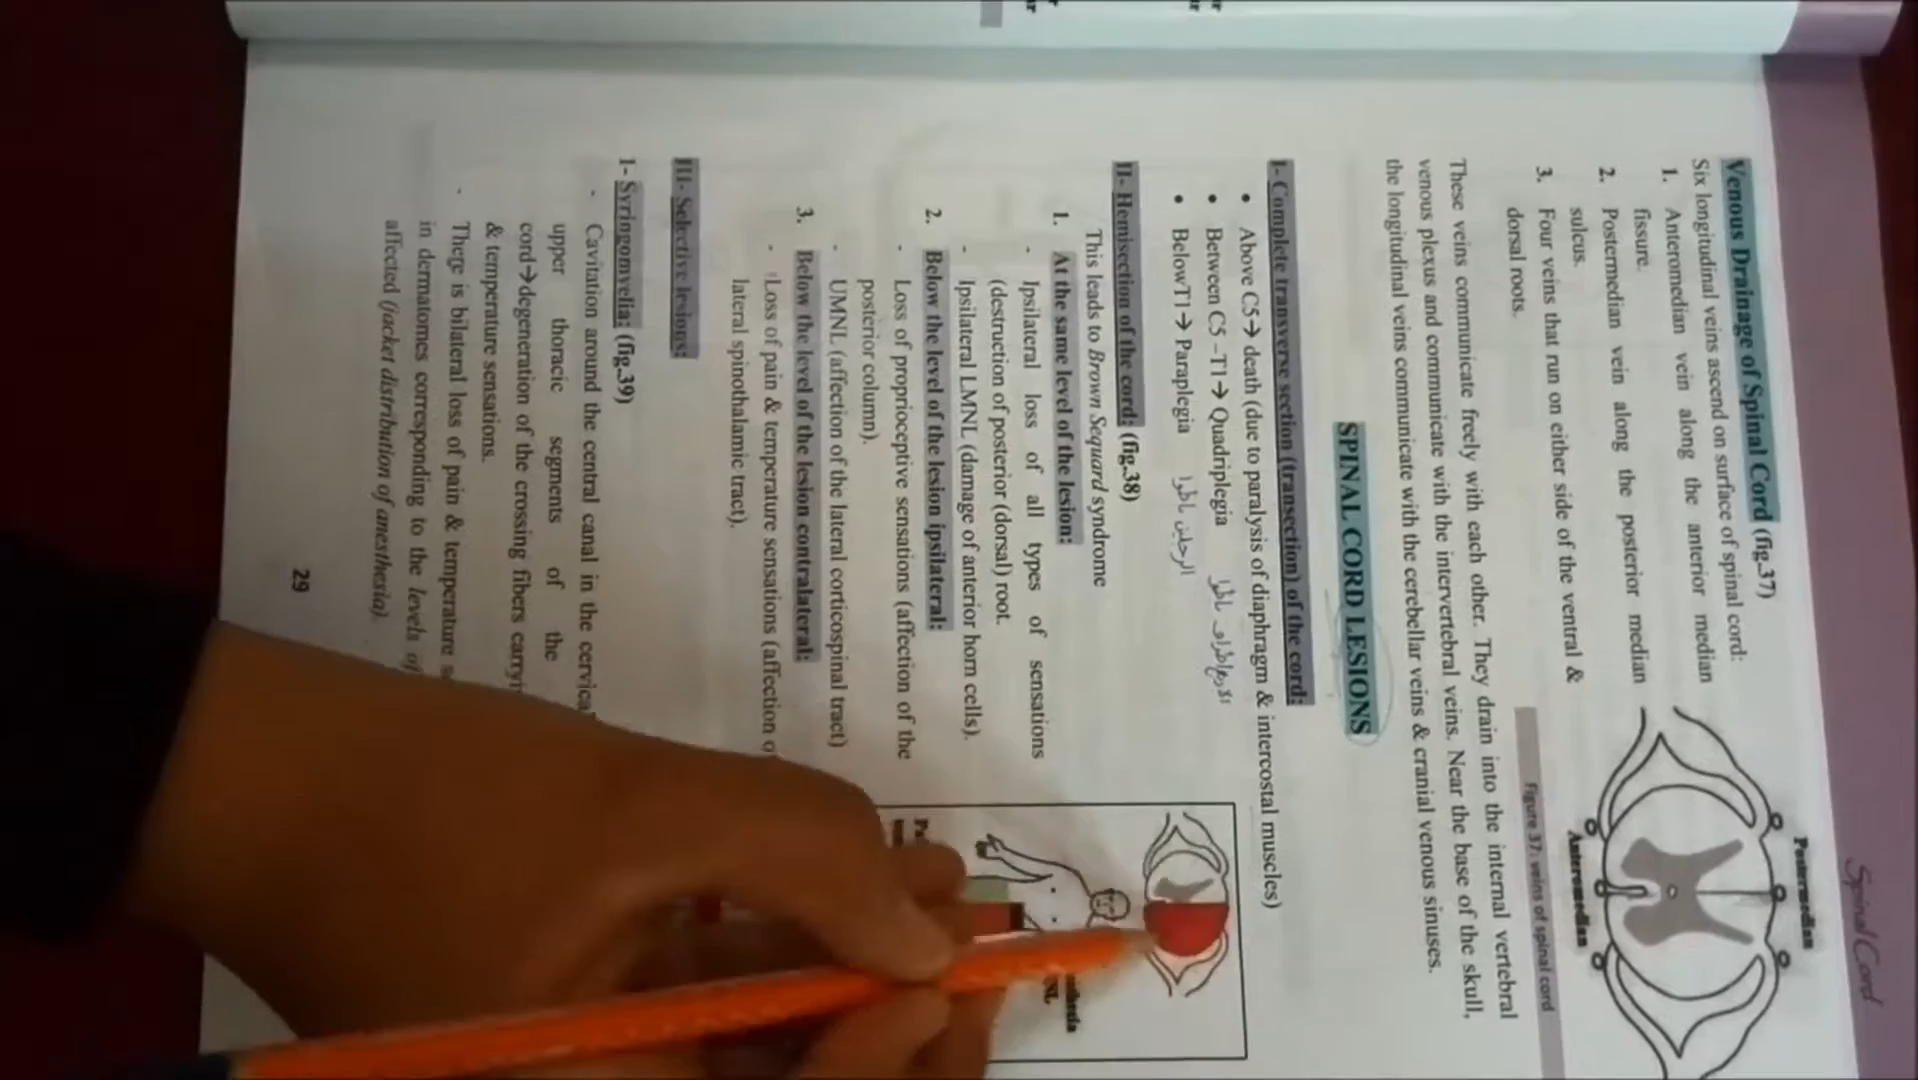 Spinal Cord
Venous Drainage of Spinal Cord (fig.37)
Six longitudinal veins ascend on surface of spinal cord:
1. Anteromedian vein along the anterior median
fissure.
2. Postermedian vein along the posterior median
sulcus.
3. Four veins that run on either side of the ventral &
dorsal roots.
Postermedian
Anteromedian
Figure 37: veins of spinal cord
These veins communicate freely with each other. They drain into the internal vertebral
venous plexus and communicate with the intervertebral veins. Near the base of the skull,
the longitudinal veins communicate with the cerebellar veins & cranial venous sinuses.
SPINAL CORD LESIONS
I- Complete transverse section (transection) of the cord:
• Above C5→ death (due to paralysis of diaphragm & intercostal muscles)
• Between C5 –T1→ Quadriplegia
• BelowT1→ Paraplegia
II- Hemisection of the cord: (fig.38)
This leads to Brown Sequard syndrome
1. At the same level of the lesion:
- Ipsilateral loss of all types of sensations
(destruction of posterior (dorsal) root.
- Ipsilateral LMNL (damage of anterior horn cells).
2. Below the level of the lesion ipsilateral:
- Loss of proprioceptive sensations (affection of the
posterior column).
- UMNL (affection of the lateral corticospinal tract)
3. Below the level of the lesion contralateral:
- Loss of pain & temperature sensations (affection
lateral spinothalamic tract).
III- Selective lesions:
1- Syringomyelia: (fig.39)
- Cavitation around the central canal in the
upper thoracic segments of the
cord→degeneration of the crossing fibers
& temperature sensations.
- There is bilateral loss of pain & temperature
in dermatomes corresponding to the levels of
affected (jacket distribution of anesthesia).
29